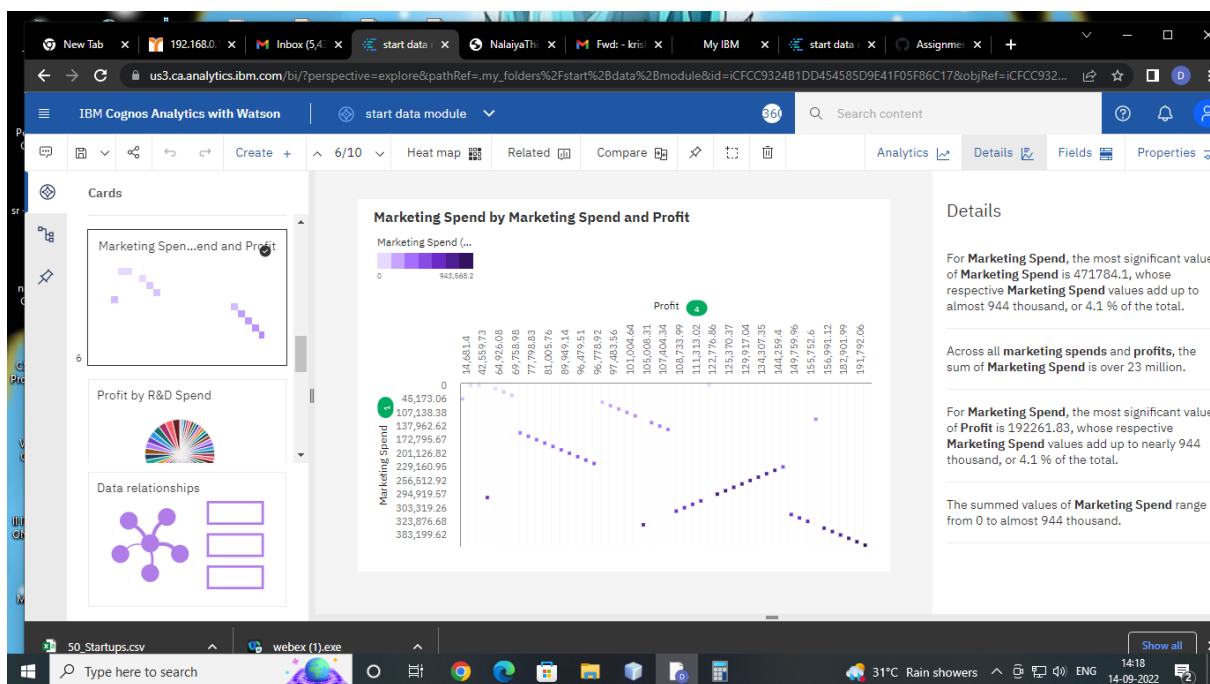 New Tab
192.168.0.
Inbox (5,43
start data
NalaiyaThi
Fwd: - kris
My IBM
start data
Assignme
us3.ca.analytics.ibm.com/bi/?perspective=explore&pathRef=.my_folders%2Fstart%2Bdata%2Bmodule&id=iCFCC9324B1DD454585D9E41F05F86C17&objRef=iCFCC932...
D
IBM Cognos Analytics with Watson
start data module
360
Search content
Create +
6/10
Heat map
Related
Compare
Analytics
Details
Fields
Properties
Cards
Marketing Spen...end and Profit
6
Profit by R&D Spend
Data relationships
Marketing Spend by Marketing Spend and Profit
Marketing Spend (...
0
943,568.2
Profit
4
14,681.4
42,559.73
64,926.08
69,758.98
77,798.83
81,005.76
89,949.14
96,479.51
96,778.92
97,483.56
101,004.64
105,008.31
107,404.34
108,733.99
111,313.02
122,776.86
125,370.37
129,917.04
134,307.35
144,259.4
149,759.96
155,752.6
156,991.12
182,901.99
191,792.06
Marketing Spend
0
45,173.06
107,138.38
137,962.62
172,795.67
201,126.82
229,160.95
256,512.92
294,919.57
303,319.26
323,876.68
383,199.62
Details
For Marketing Spend, the most significant value
of Marketing Spend is 471784.1, whose
respective Marketing Spend values add up to
almost 944 thousand, or 4.1 % of the total.
Across all marketing spends and profits, the
sum of Marketing Spend is over 23 million.
For Marketing Spend, the most significant value
of Profit is 192261.83, whose respective
Marketing Spend values add up to nearly 944
thousand, or 4.1 % of the total.
The summed values of Marketing Spend range
from 0 to almost 944 thousand.
50_Startups.csv
webex (1).exe
Show all
Type here to search
31°C Rain showers
ENG
14:18
14-09-2022
2